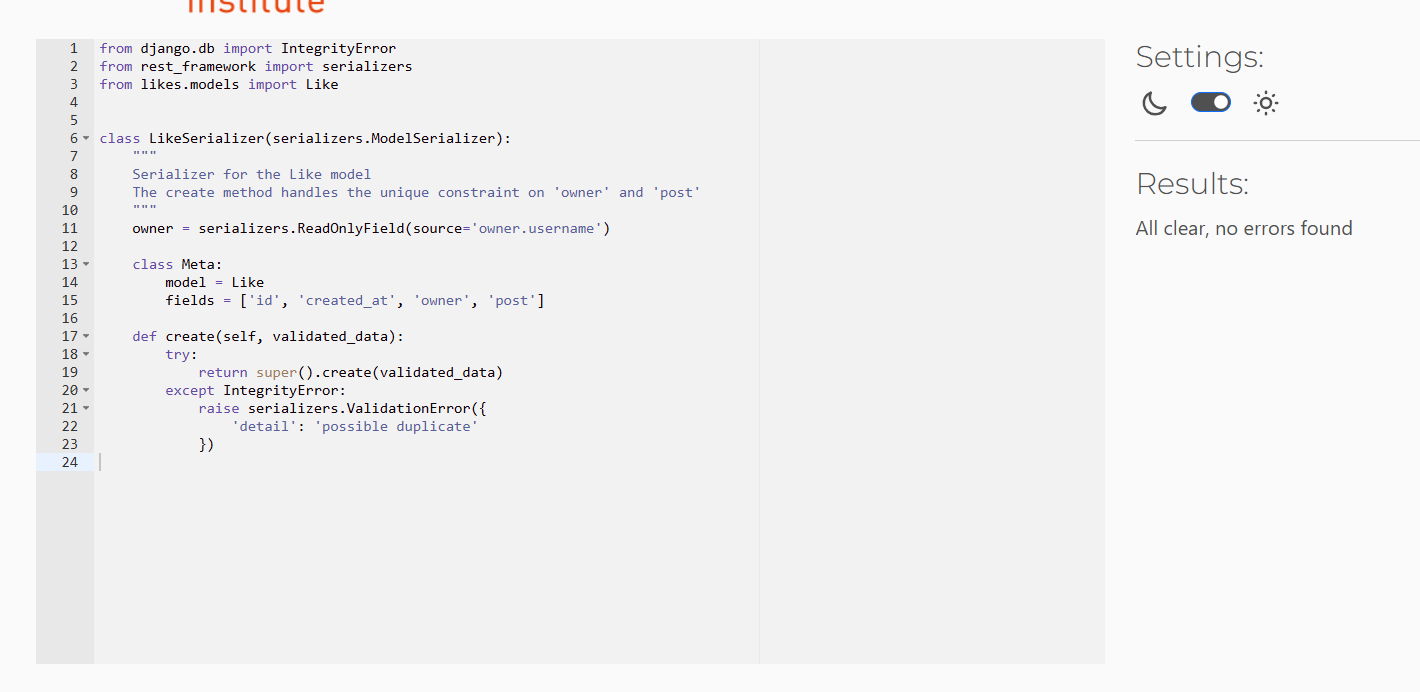 institute
1 from django.db import IntegrityError
2 from rest_framework import serializers
3 from likes.models import Like
4
5
6 class LikeSerializer(serializers.ModelSerializer):
7     """
8     Serializer for the Like model
9     The create method handles the unique constraint on 'owner' and 'post'
10     """
11     owner = serializers.ReadOnlyField(source='owner.username')
12
13     class Meta:
14         model = Like
15         fields = ['id', 'created_at', 'owner', 'post']
16
17     def create(self, validated_data):
18         try:
19             return super().create(validated_data)
20         except IntegrityError:
21             raise serializers.ValidationError({
22                 'detail': 'possible duplicate'
23             })
24
Settings:
Results:
All clear, no errors found